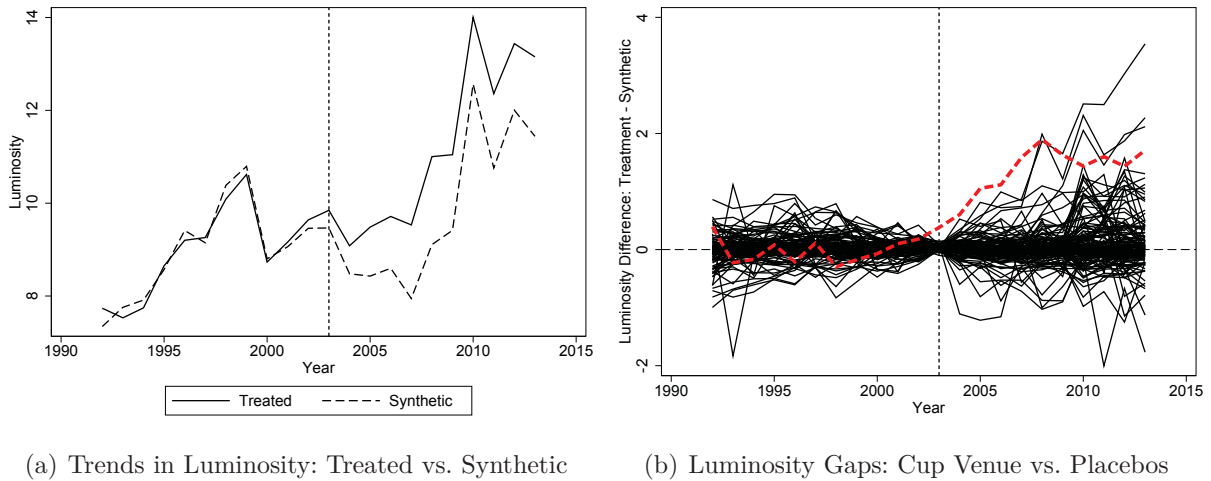 14
12
10
8
Luminosity
1990 1995 2000 2005 2010 2015
Year
Treated Synthetic
(a) Trends in Luminosity: Treated vs. Synthetic
4
2
0
-2
Luminosity Difference: Treatment - Synthetic
1990 1995 2000 2005 2010 2015
Year
(b) Luminosity Gaps: Cup Venue vs. Placebos